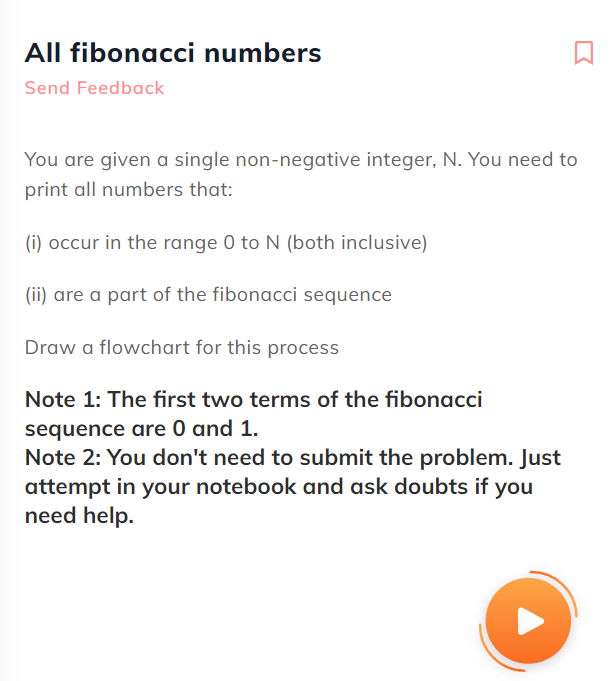 All fibonacci numbers
Send Feedback
You are given a single non-negative integer, N. You need to
print all numbers that:
(i) occur in the range 0 to N (both inclusive)
(ii) are a part of the fibonacci sequence
Draw a flowchart for this process
Note 1: The first two terms of the fibonacci
sequence are 0 and 1.
Note 2: You don't need to submit the problem. Just
attempt in your notebook and ask doubts if you
need help.